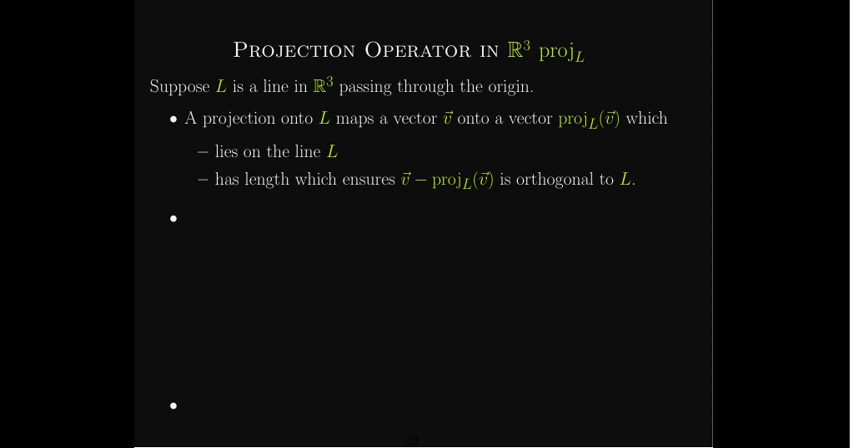 PROJECTION OPERATOR IN ℝ³ proj_L
Suppose L is a line in ℝ³ passing through the origin.
• A projection onto L maps a vector v⃗ onto a vector proj_L(v⃗) which
– lies on the line L
– has length which ensures v⃗ − proj_L(v⃗) is orthogonal to L.
•
•